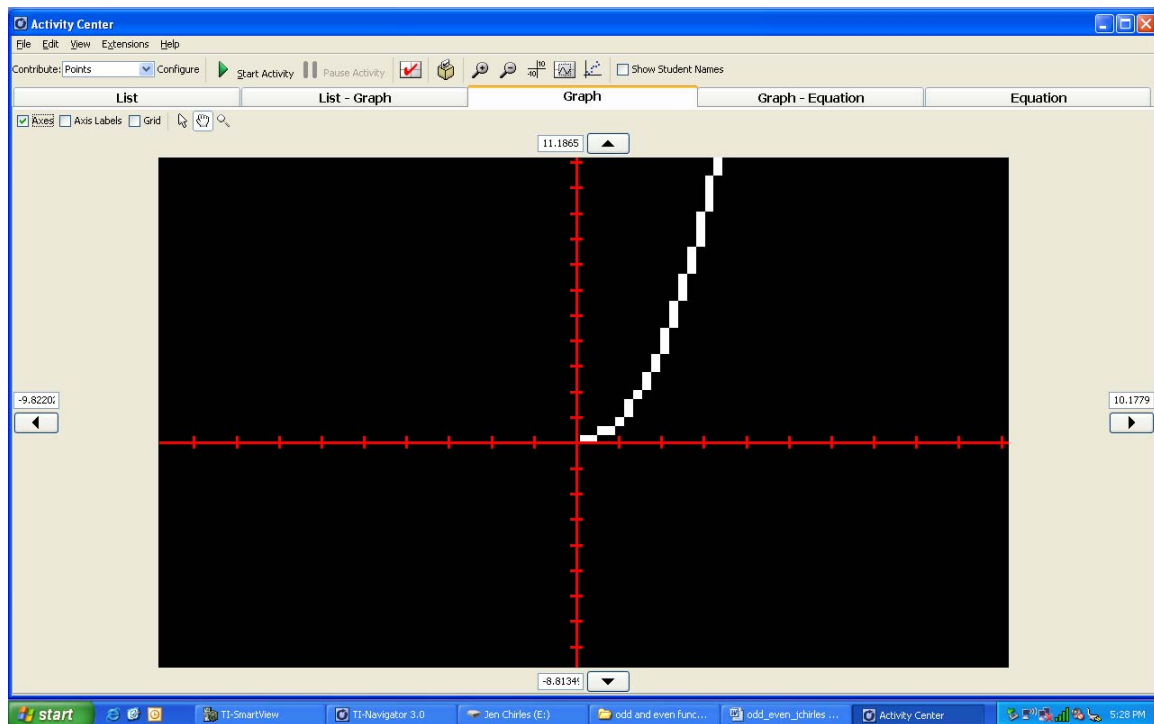 Activity Center
File Edit View Extensions Help
Contribute: Points Configure Start Activity Pause Activity Show Student Names
List List - Graph Graph Graph - Equation Equation
Axes Axis Labels Grid
11.1865
-9.8220
10.1779
-8.8134
start TI-SmartView TI-Navigator 3.0 Jen Chirles (E:) odd and even func... odd_even_jchirles ... Activity Center 5:28 PM